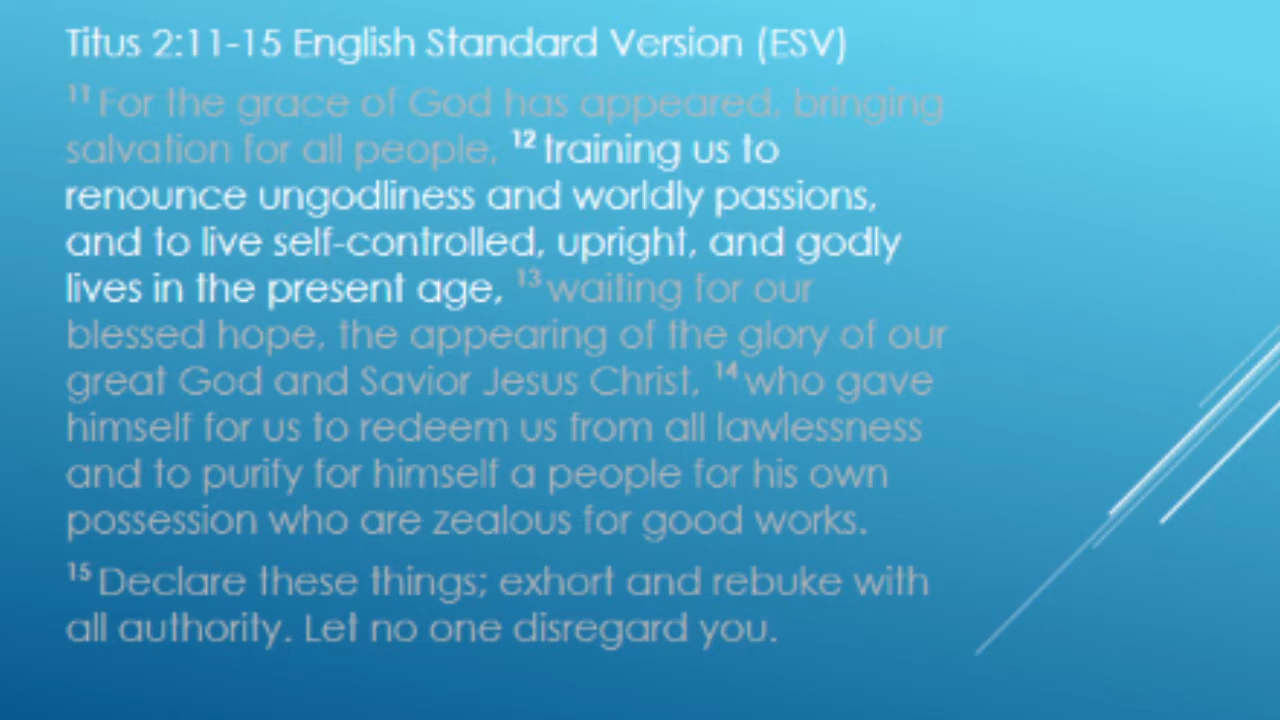 Titus 2:11-15 English Standard Version (ESV)
11 For the grace of God has appeared, bringing
salvation for all people, 12 training us to
renounce ungodliness and worldly passions,
and to live self-controlled, upright, and godly
lives in the present age, 13 waiting for our
blessed hope, the appearing of the glory of our
great God and Savior Jesus Christ, 14 who gave
himself for us to redeem us from all lawlessness
and to purify for himself a people for his own
possession who are zealous for good works.
15 Declare these things; exhort and rebuke with
all authority. Let no one disregard you.